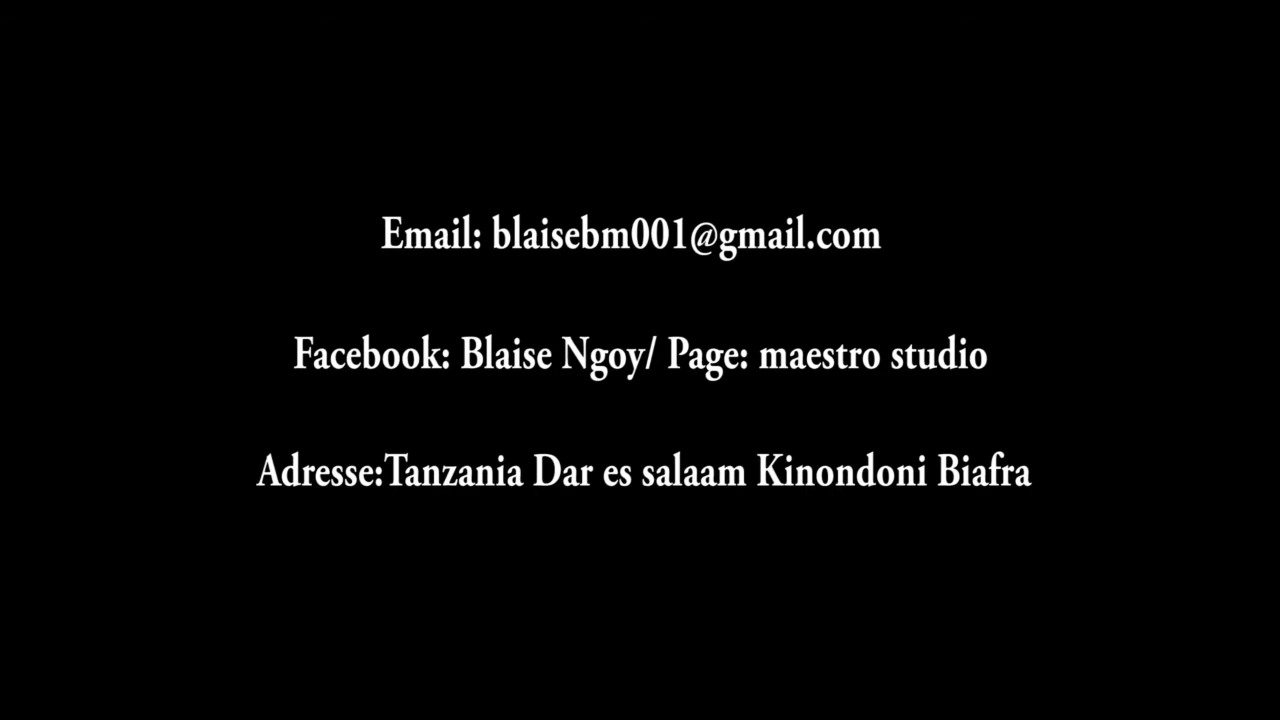 Email: blaisebm001@gmail.com
Facebook: Blaise Ngoy/ Page: maestro studio
Adresse:Tanzania Dar es salaam Kinondoni Biafra